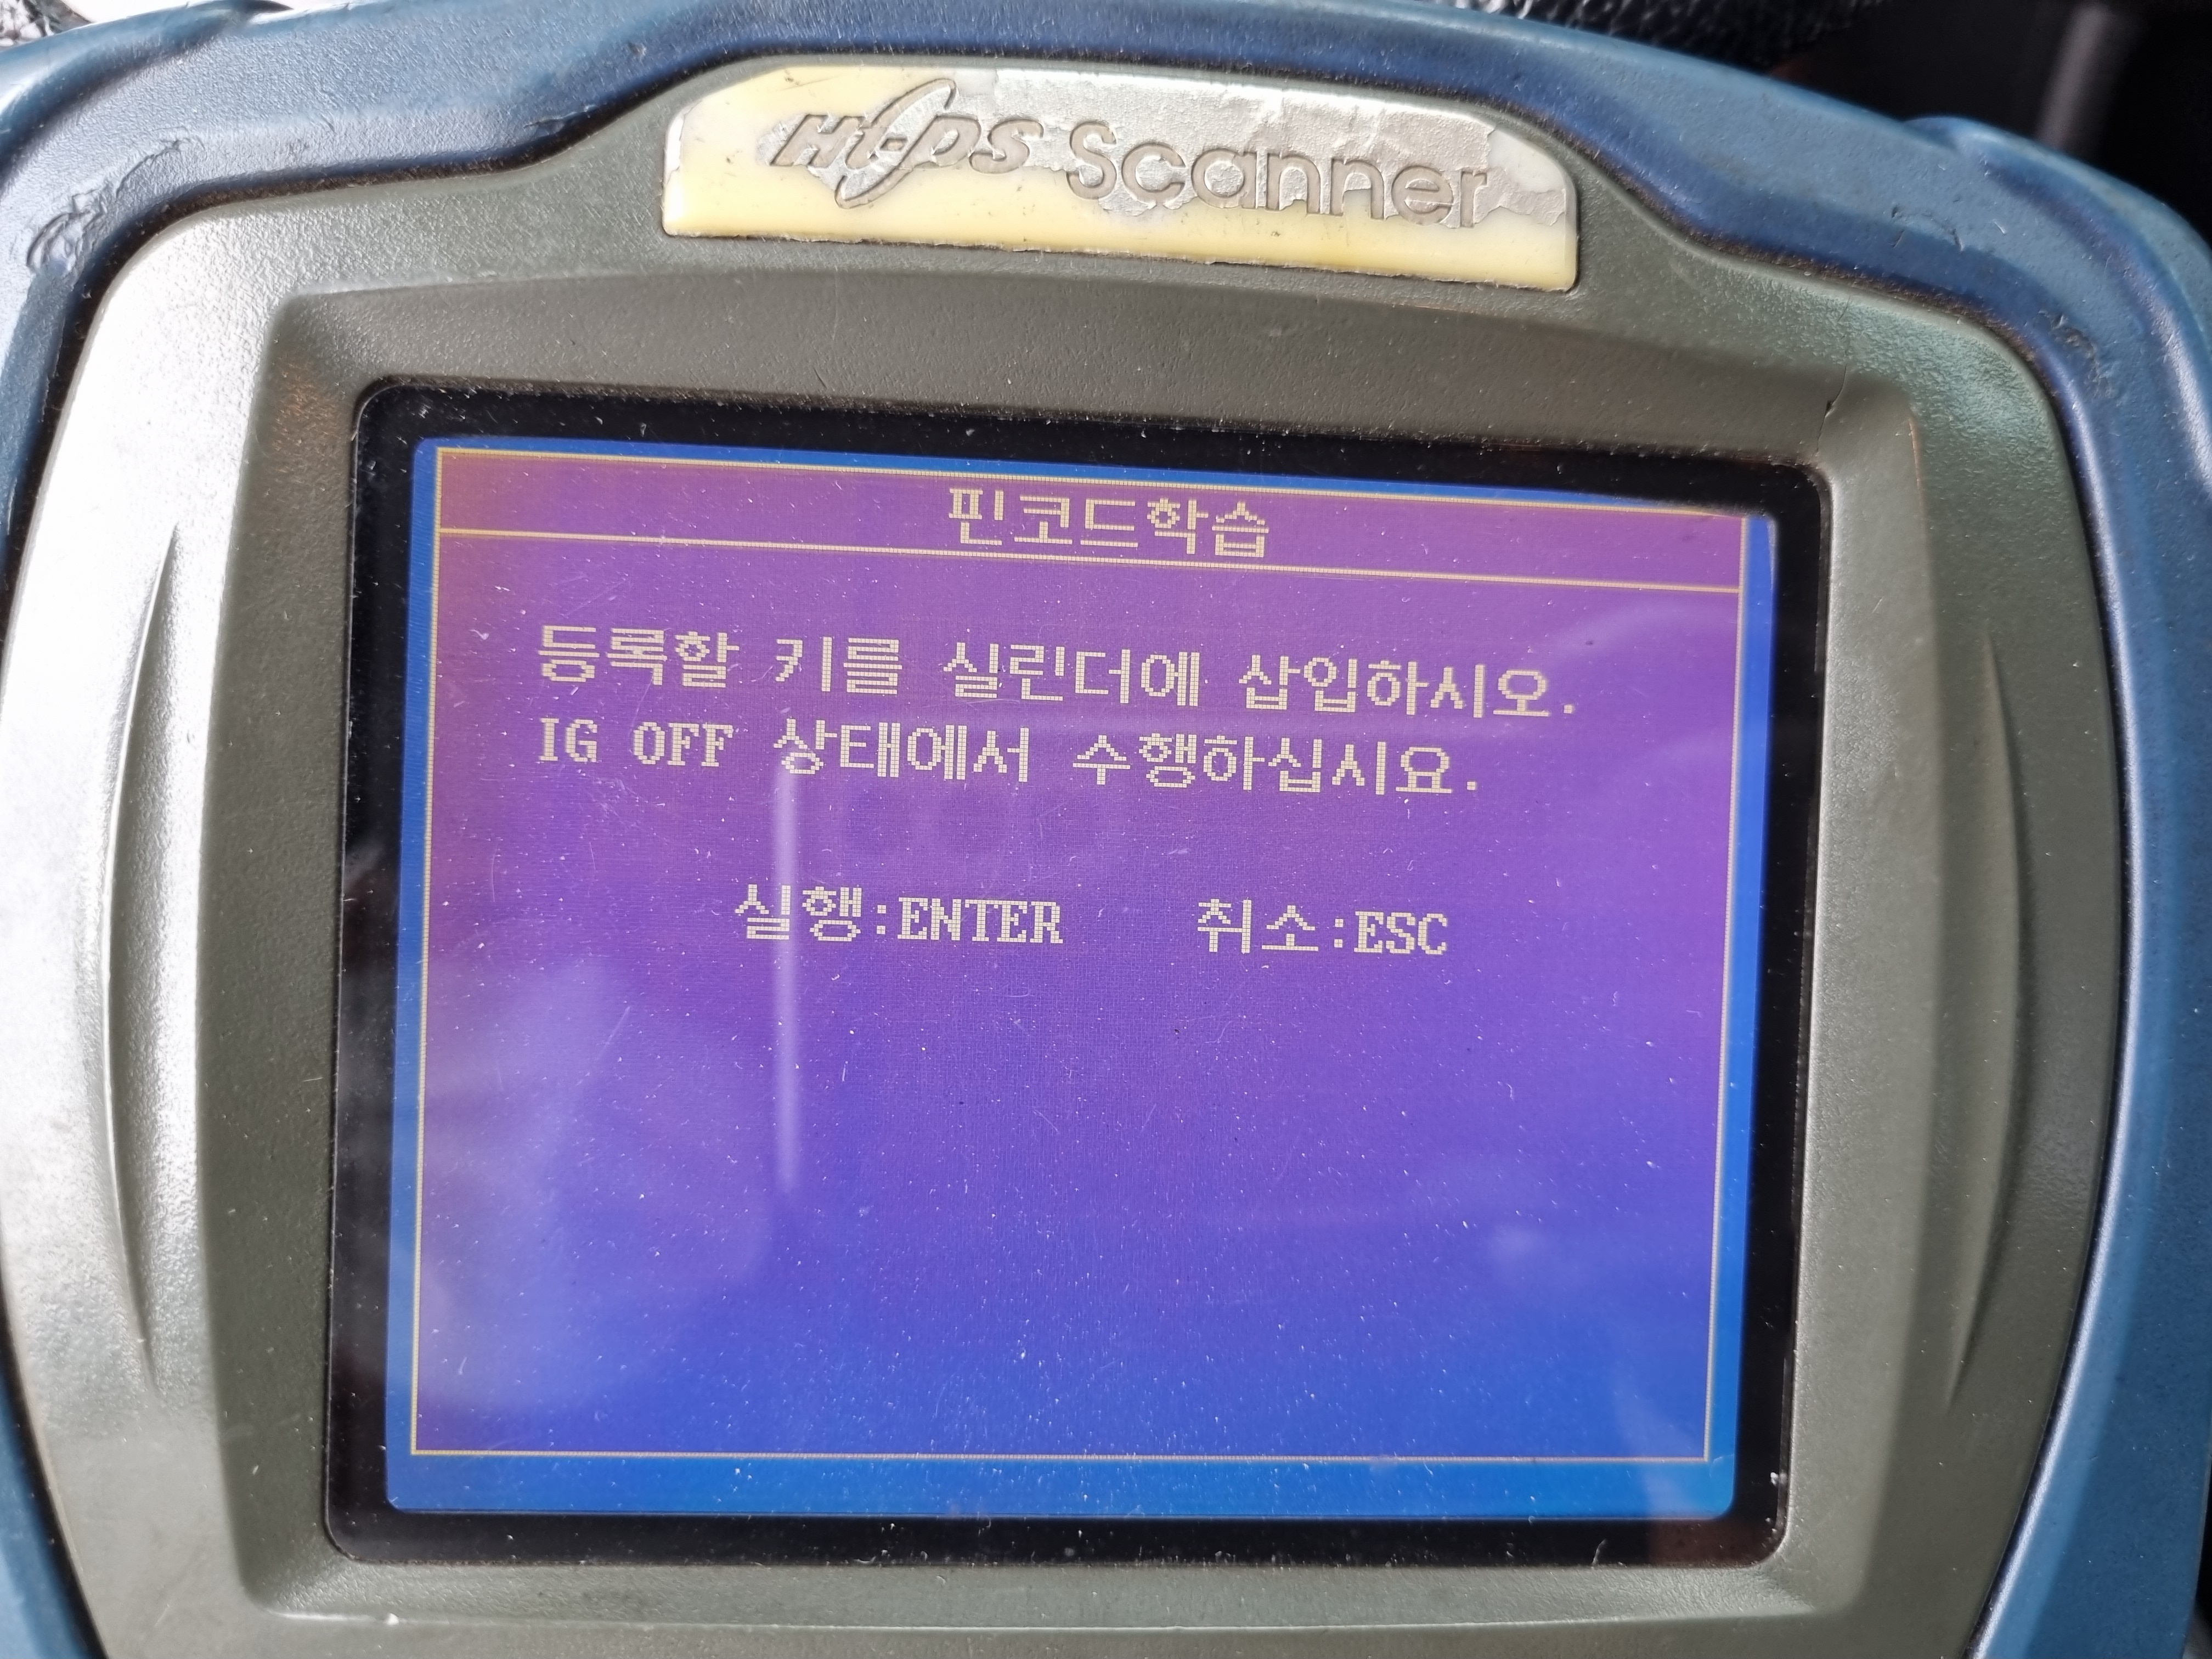 Hi-DS Scanner
핀코드학습
등록할 키를 실린더에 삽입하시오.
IG OFF 상태에서 수행하십시요.
실행:ENTER 취소:ESC